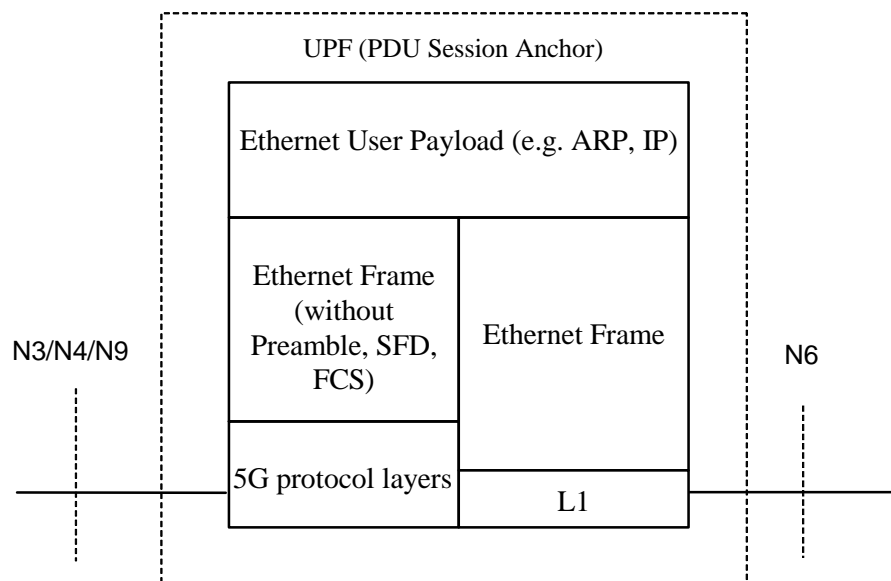 UPF (PDU Session Anchor)
Ethernet User Payload (e.g. ARP, IP)
Ethernet Frame
(without
Preamble, SFD,
FCS)
Ethernet Frame
N3/N4/N9
N6
5G protocol layers
L1